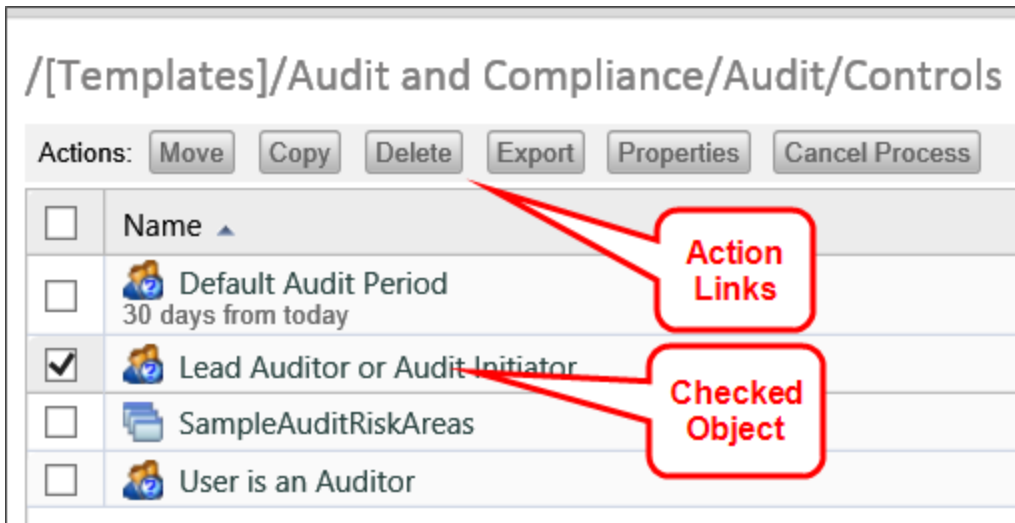 /[Templates]/Audit and Compliance/Audit/Controls
Actions: Move Copy Delete Export Properties Cancel Process
Name
Action
Links
Default Audit Period
30 days from today
Lead Auditor or Audit Initiator
Checked
Object
SampleAuditRiskAreas
User is an Auditor